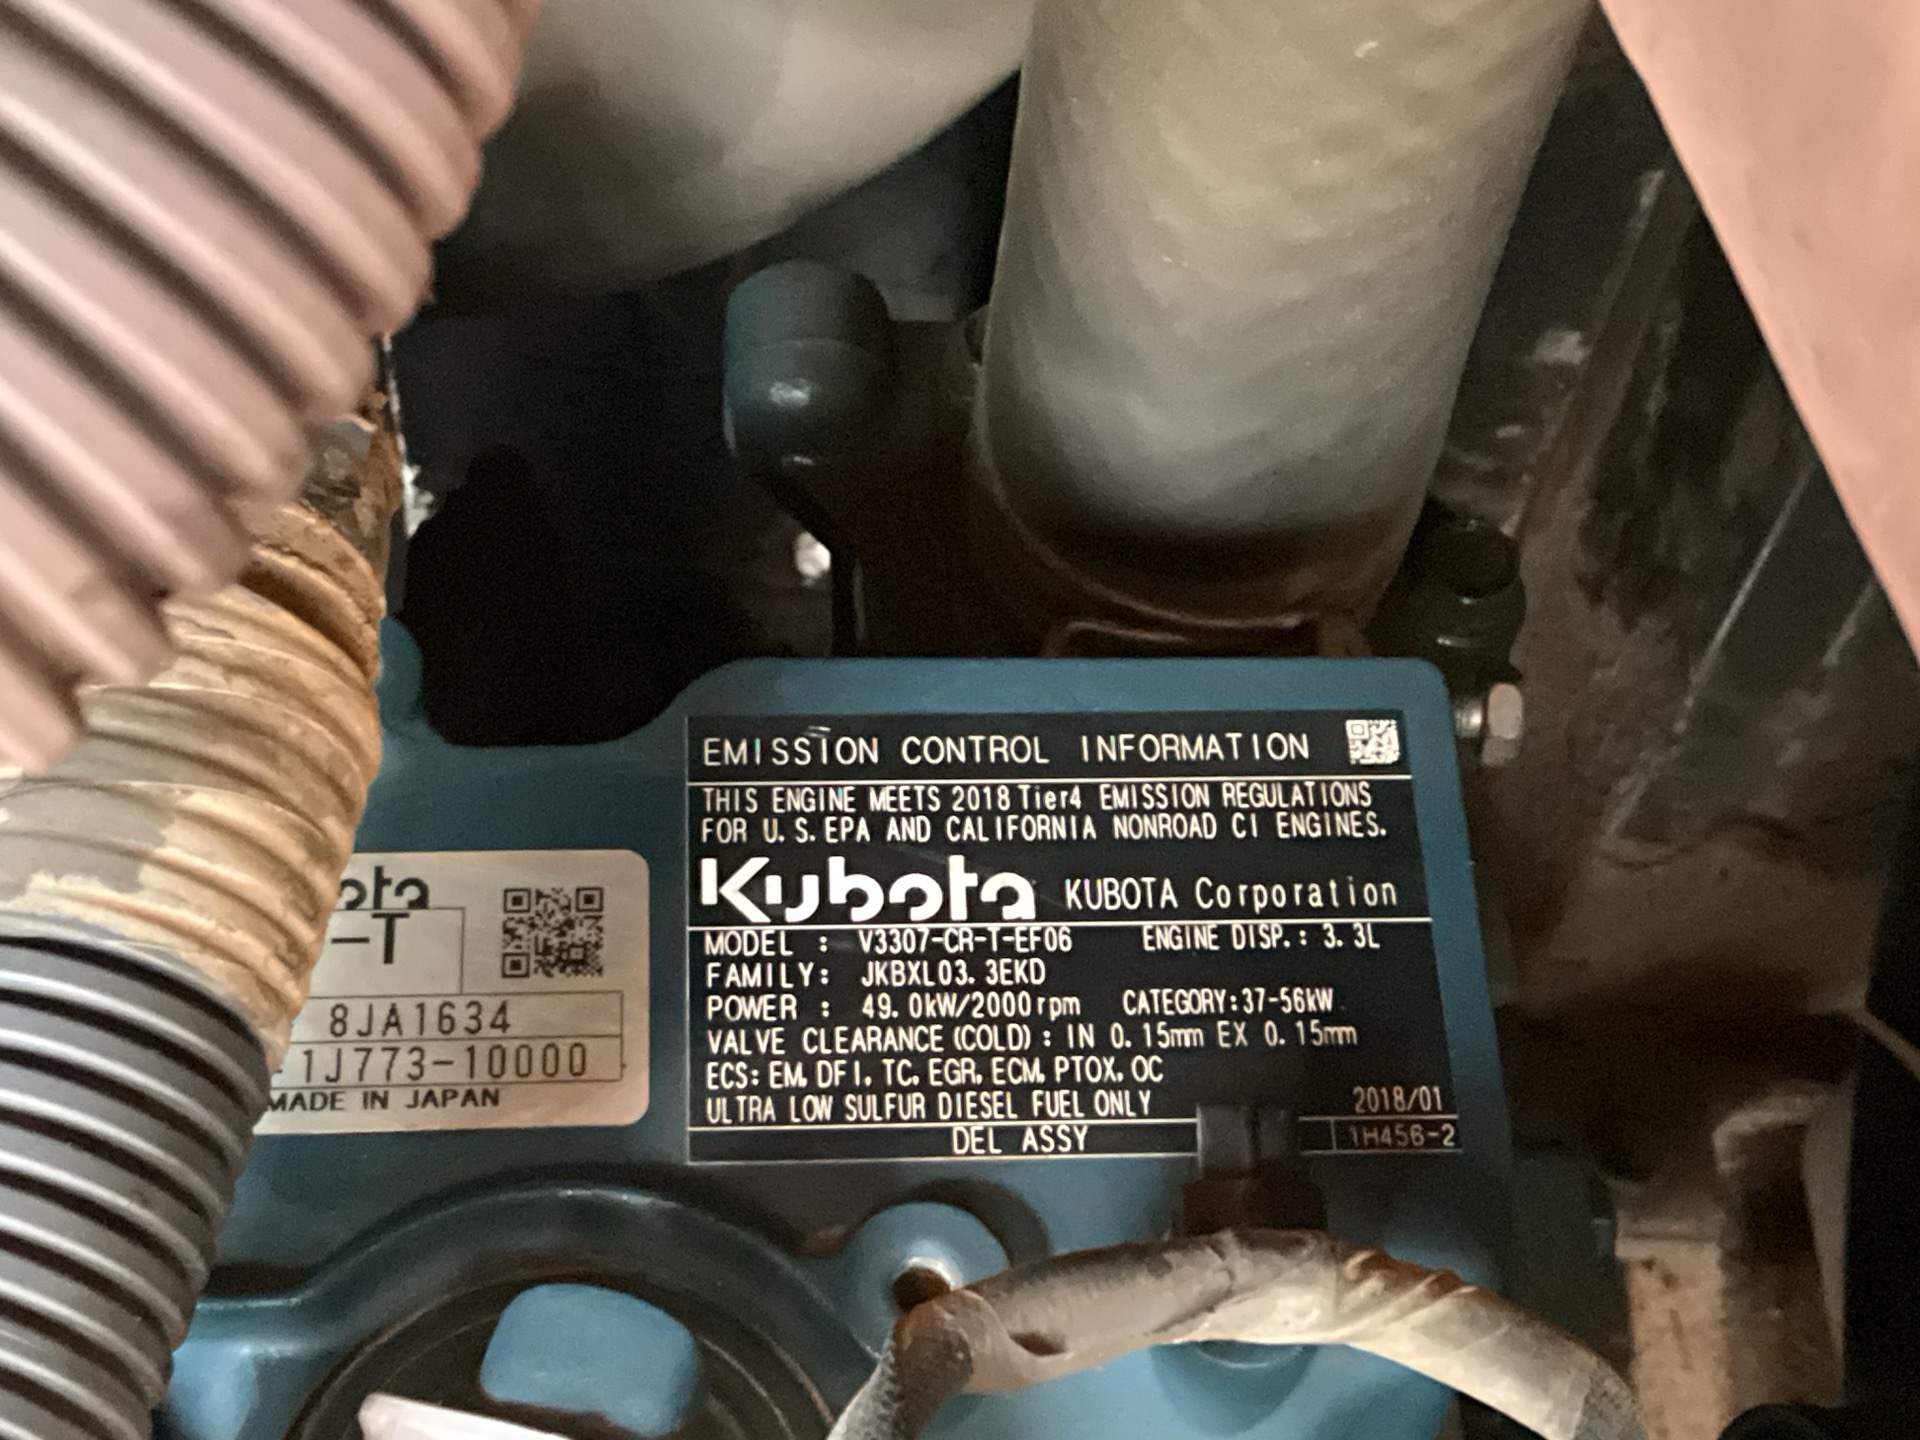 EMISSION CONTROL INFORMATION
THIS ENGINE MEETS 2018 Tier4 EMISSION REGULATIONS
FOR U.S.EPA AND CALIFORNIA NONROAD CI ENGINES.
Kubota KUBOTA Corporation
MODEL : V3307-CR-T-EF06 ENGINE DISP.: 3.3L
FAMILY: JKBXL03.3EKD
POWER : 49.0kW/2000rpm CATEGORY:37-56kW
VALVE CLEARANCE(COLD): IN 0.15mm EX 0.15mm
ECS: EM, DFI, TC, EGR, ECM, PTOX, OC
ULTRA LOW SULFUR DIESEL FUEL ONLY 2018/01
DEL ASSY 1H456-2
-T
8JA1634
1J773-10000
MADE IN JAPAN